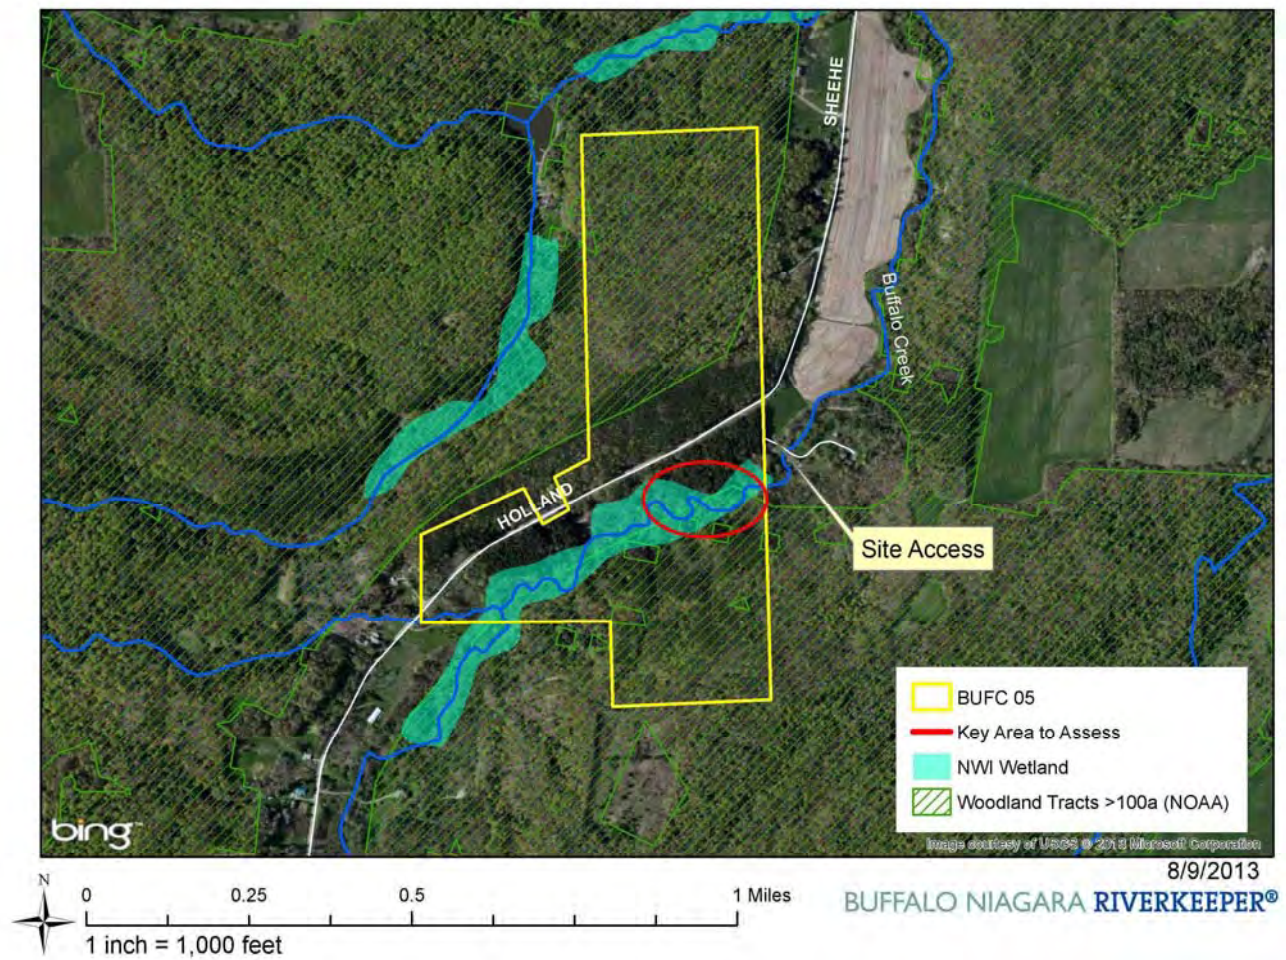 SHEEHE
Buffalo Creek
HOLLAND
Site Access
BUFC 05
Key Area to Assess
NWI Wetland
Woodland Tracts >100a (NOAA)
bing™
Image courtesy of USGS © 2013 Microsoft Corporation
8/9/2013
N
0 0.25 0.5 1 Miles
1 inch = 1,000 feet
BUFFALO NIAGARA RIVERKEEPER®